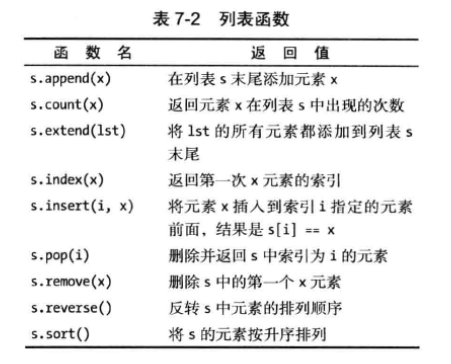 表 7-2 列表函数
函数名 返回值
s.append(x) 在列表 s 末尾添加元素 x
s.count(x) 返回元素 x 在列表 s 中出现的次数
s.extend(lst) 将 lst 的所有元素都添加到列表 s
末尾
s.index(x) 返回第一次 x 元素的索引
s.insert(i, x) 将元素 x 插入到索引 i 指定的元素
前面，结果是 s[i] == x
s.pop(i) 删除并返回 s 中索引为 i 的元素
s.remove(x) 删除 s 中的第一个 x 元素
s.reverse() 反转 s 中元素的排列顺序
s.sort() 将 s 的元素按升序排列